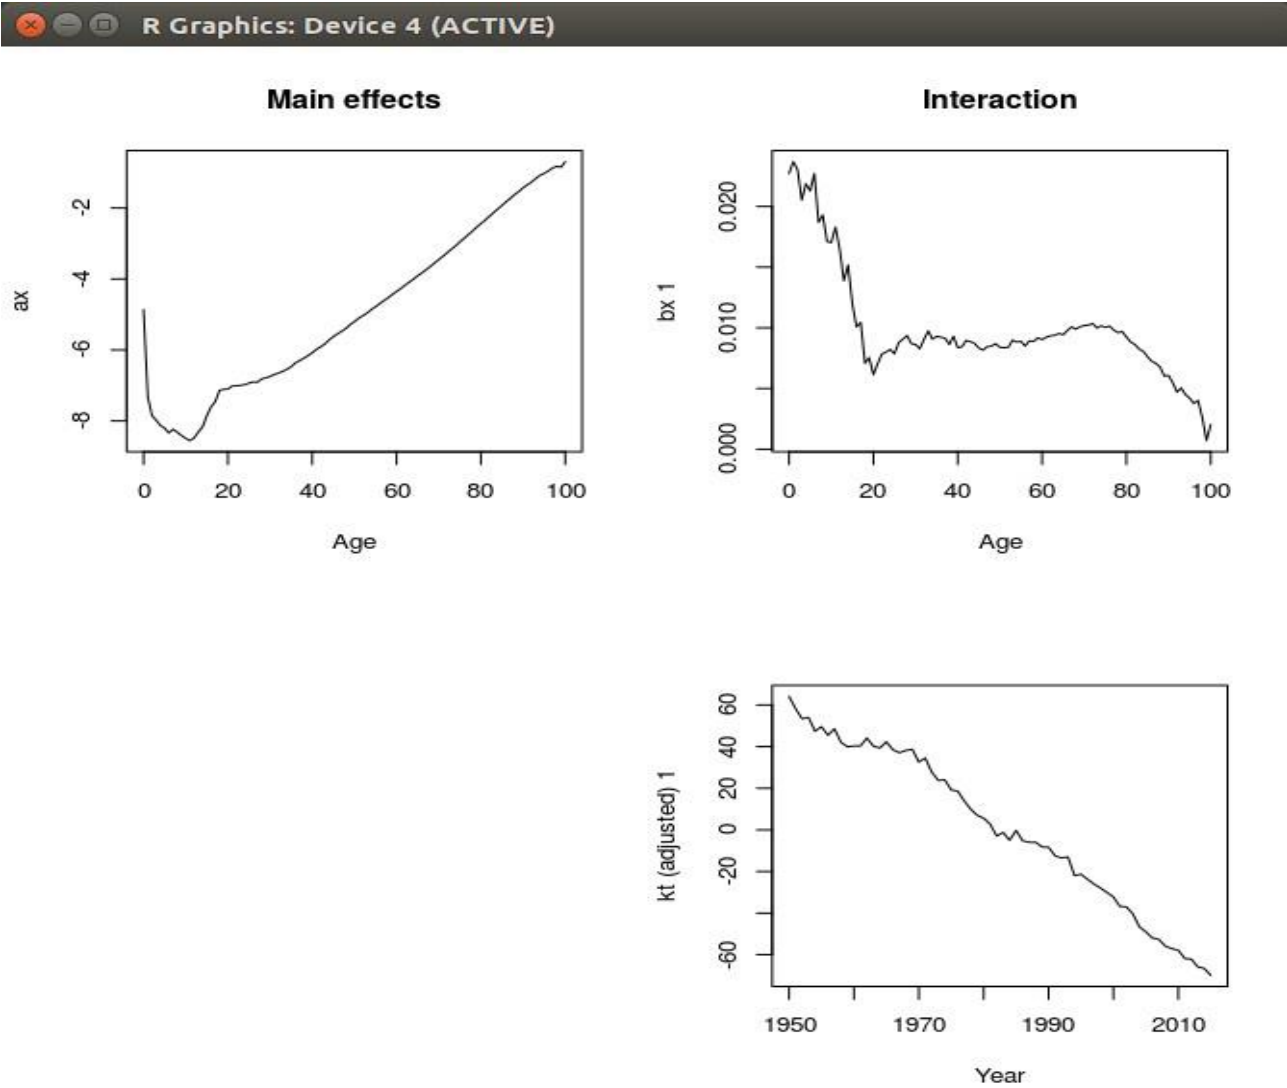 R Graphics: Device 4 (ACTIVE)
Main effects
ax
-2
-4
-6
-8
0 20 40 60 80 100
Age
Interaction
bx 1
0.020
0.010
0.000
0 20 40 60 80 100
Age
kt (adjusted) 1
60
40
20
0
-20
-60
1950 1970 1990 2010
Year